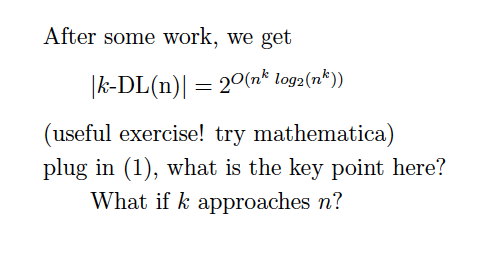 After some work, we get
|k-DL(n)| = 2^{O(n^k log_2(n^k))}
(useful exercise! try mathematica)
plug in (1), what is the key point here?
What if k approaches n?